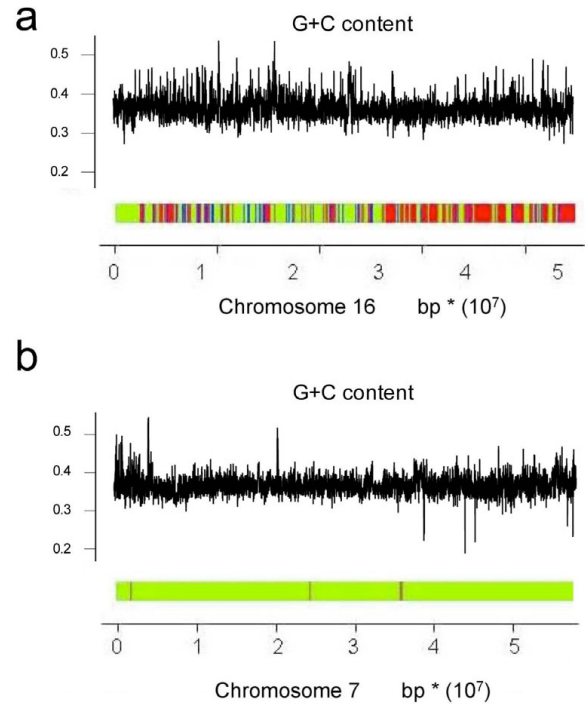 a
G+C content
0.5
0.4
0.3
0.2
0 1 2 3 4 5
Chromosome 16 bp * (10⁷)
b
G+C content
0.5
0.4
0.3
0.2
0 1 2 3 4 5
Chromosome 7 bp * (10⁷)